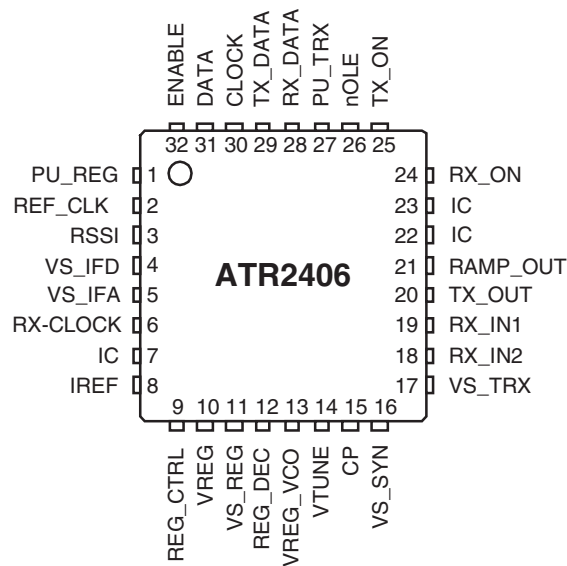 ENABLE
DATA
CLOCK
TX_DATA
RX_DATA
PU_TRX
nOLE
TX_ON
32 31 30 29 28 27 26 25
PU_REG 1
REF_CLK 2
RSSI 3
VS_IFD 4
VS_IFA 5
RX-CLOCK 6
IC 7
IREF 8
ATR2406
24 RX_ON
23 IC
22 IC
21 RAMP_OUT
20 TX_OUT
19 RX_IN1
18 RX_IN2
17 VS_TRX
9 10 11 12 13 14 15 16
REG_CTRL
VREG
VS_REG
REG_DEC
VREG_VCO
VTUNE
CP
VS_SYN